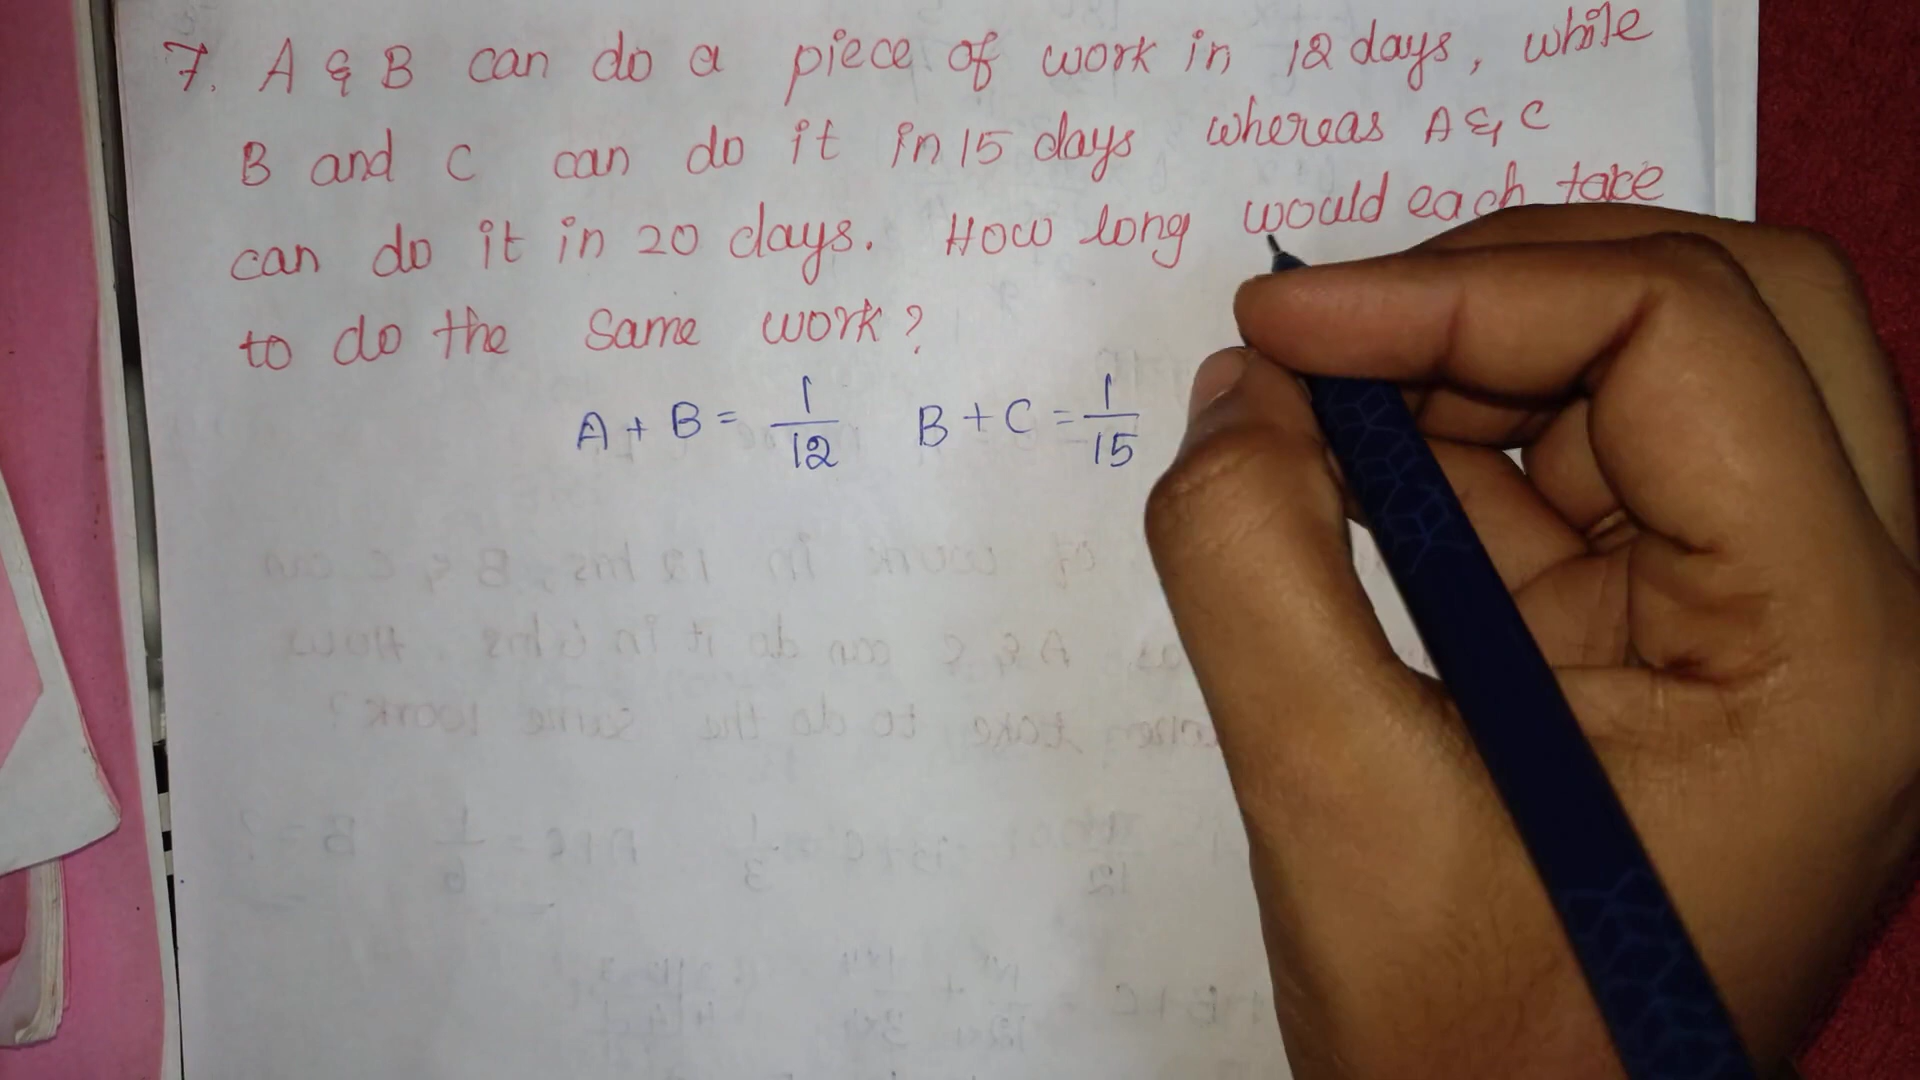 7. A & B can do a piece of work in 12 days, while
B and C can do it in 15 days whereas A & C
can do it in 20 days. How long would each take
to do the same work?
A + B = 1/12 B + C = 1/15